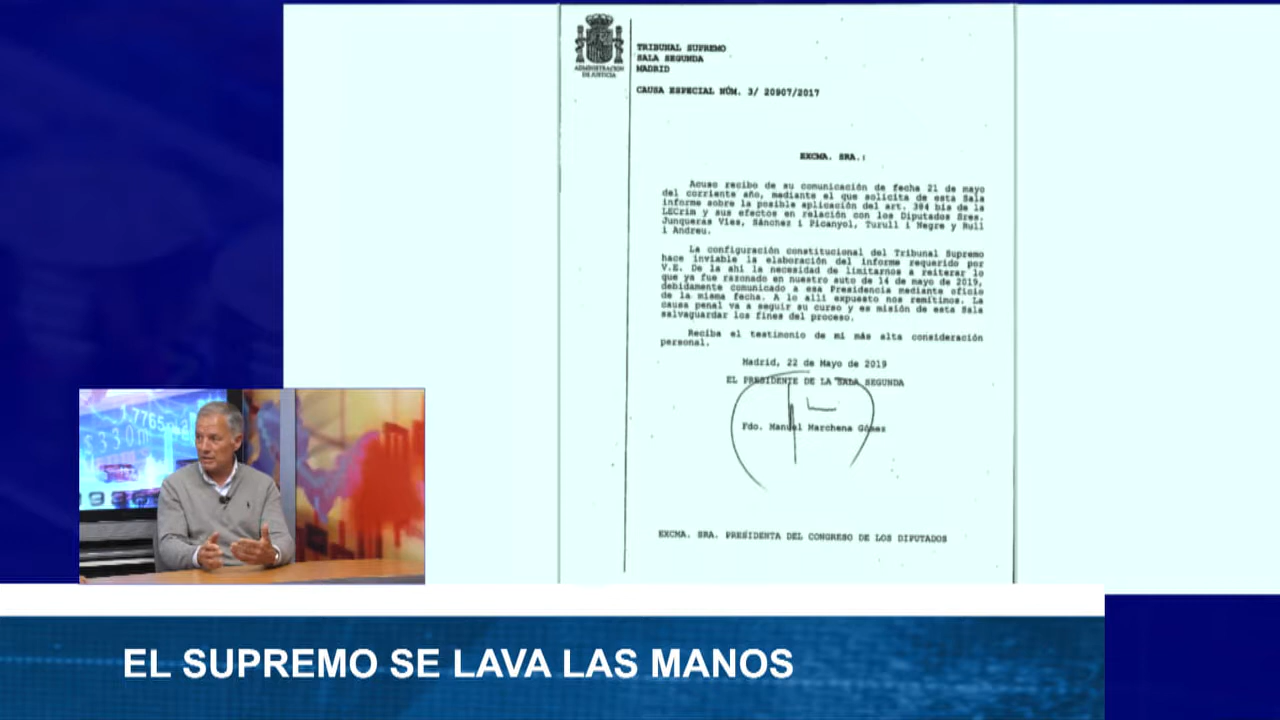 ADMINISTRACION
DE JUSTICIA
TRIBUNAL SUPREMO
SALA SEGUNDA
MADRID
CAUSA ESPECIAL NÚM. 3/ 20907/2017
EXCMA. SRA.:
Acuso recibo de su comunicación de fecha 21 de mayo
del corriente año, mediante el que solicita de esta Sala
informe sobre la posible aplicación del art. 384 bis de la
LECrim y sus efectos en relación con los Diputados Sres.
Junqueras Vies, Sánchez i Picanyol, Turull i Negre y Rull
i Andreu.
La configuración constitucional del Tribunal Supremo
hace inviable la elaboración del informe requerido por
V.E. De la ahí la necesidad de limitarnos a reiterar lo
que ya fue razonado en nuestro auto de 14 de mayo de 2019,
debidamente comunicado a esa Presidencia mediante oficio
de la misma fecha. A lo allí expuesto nos remitimos. La
causa penal va a seguir su curso y es misión de esta Sala
salvaguardar los fines del proceso.
Reciba el testimonio de mi más alta consideración
personal.
Madrid, 22 de Mayo de 2019
EL PRESIDENTE DE LA SALA SEGUNDA
Fdo. Manuel Marchena Gómez
EXCMA. SRA. PRESIDENTA DEL CONGRESO DE LOS DIPUTADOS
1,7765
$330m
936
EL SUPREMO SE LAVA LAS MANOS